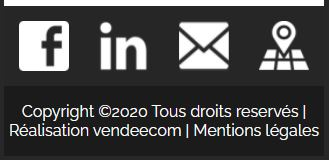 Copyright ©2020 Tous droits reservés |
Réalisation vendeecom | Mentions légales